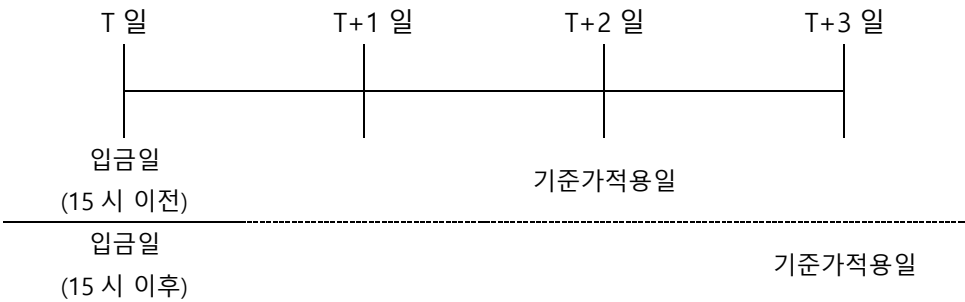 T 일 T+1 일 T+2 일 T+3 일
입금일
(15 시 이전)
기준가적용일
입금일
(15 시 이후)
기준가적용일